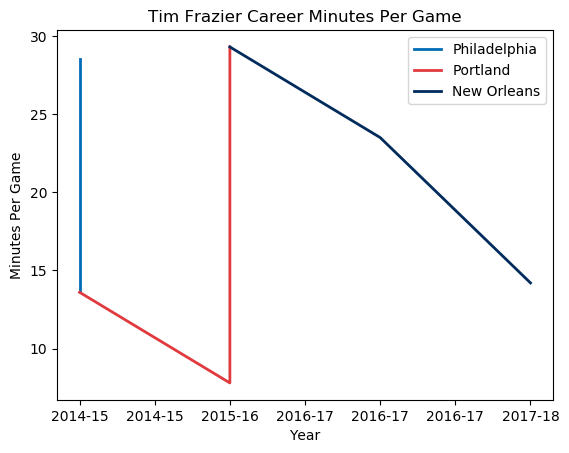 Tim Frazier Career Minutes Per Game
Philadelphia
Portland
New Orleans
Minutes Per Game
30
25
20
15
10
2014-15 2014-15 2015-16 2016-17 2016-17 2016-17 2017-18
Year